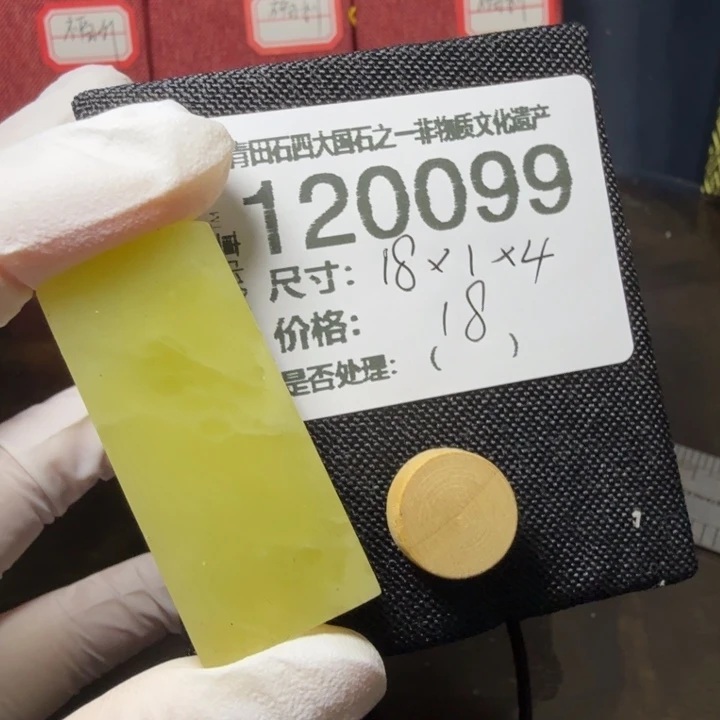 青田石四大国石之一非物质文化遗产
120099
尺寸: 18×1×4
价格: 18
是否处理: ( )